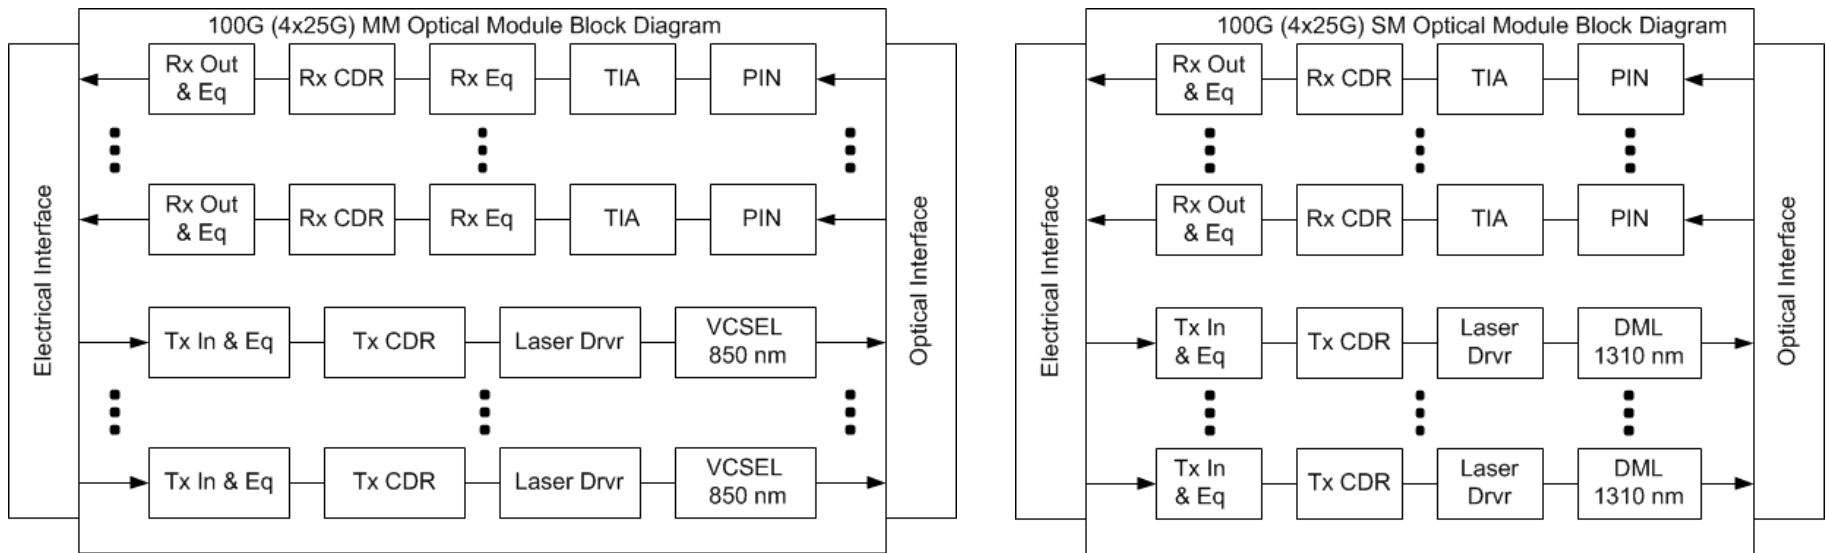 100G (4x25G) MM Optical Module Block Diagram
Electrical Interface
Rx Out
& Eq
Rx CDR
Rx Eq
TIA
PIN
Rx Out
& Eq
Rx CDR
Rx Eq
TIA
PIN
Tx In & Eq
Tx CDR
Laser Drvr
VCSEL
850 nm
Tx In & Eq
Tx CDR
Laser Drvr
VCSEL
850 nm
Optical Interface
100G (4x25G) SM Optical Module Block Diagram
Electrical Interface
Rx Out
& Eq
Rx CDR
TIA
PIN
Rx Out
& Eq
Rx CDR
TIA
PIN
Tx In
& Eq
Tx CDR
Laser
Drvr
DML
1310 nm
Tx In
& Eq
Tx CDR
Laser
Drvr
DML
1310 nm
Optical Interface